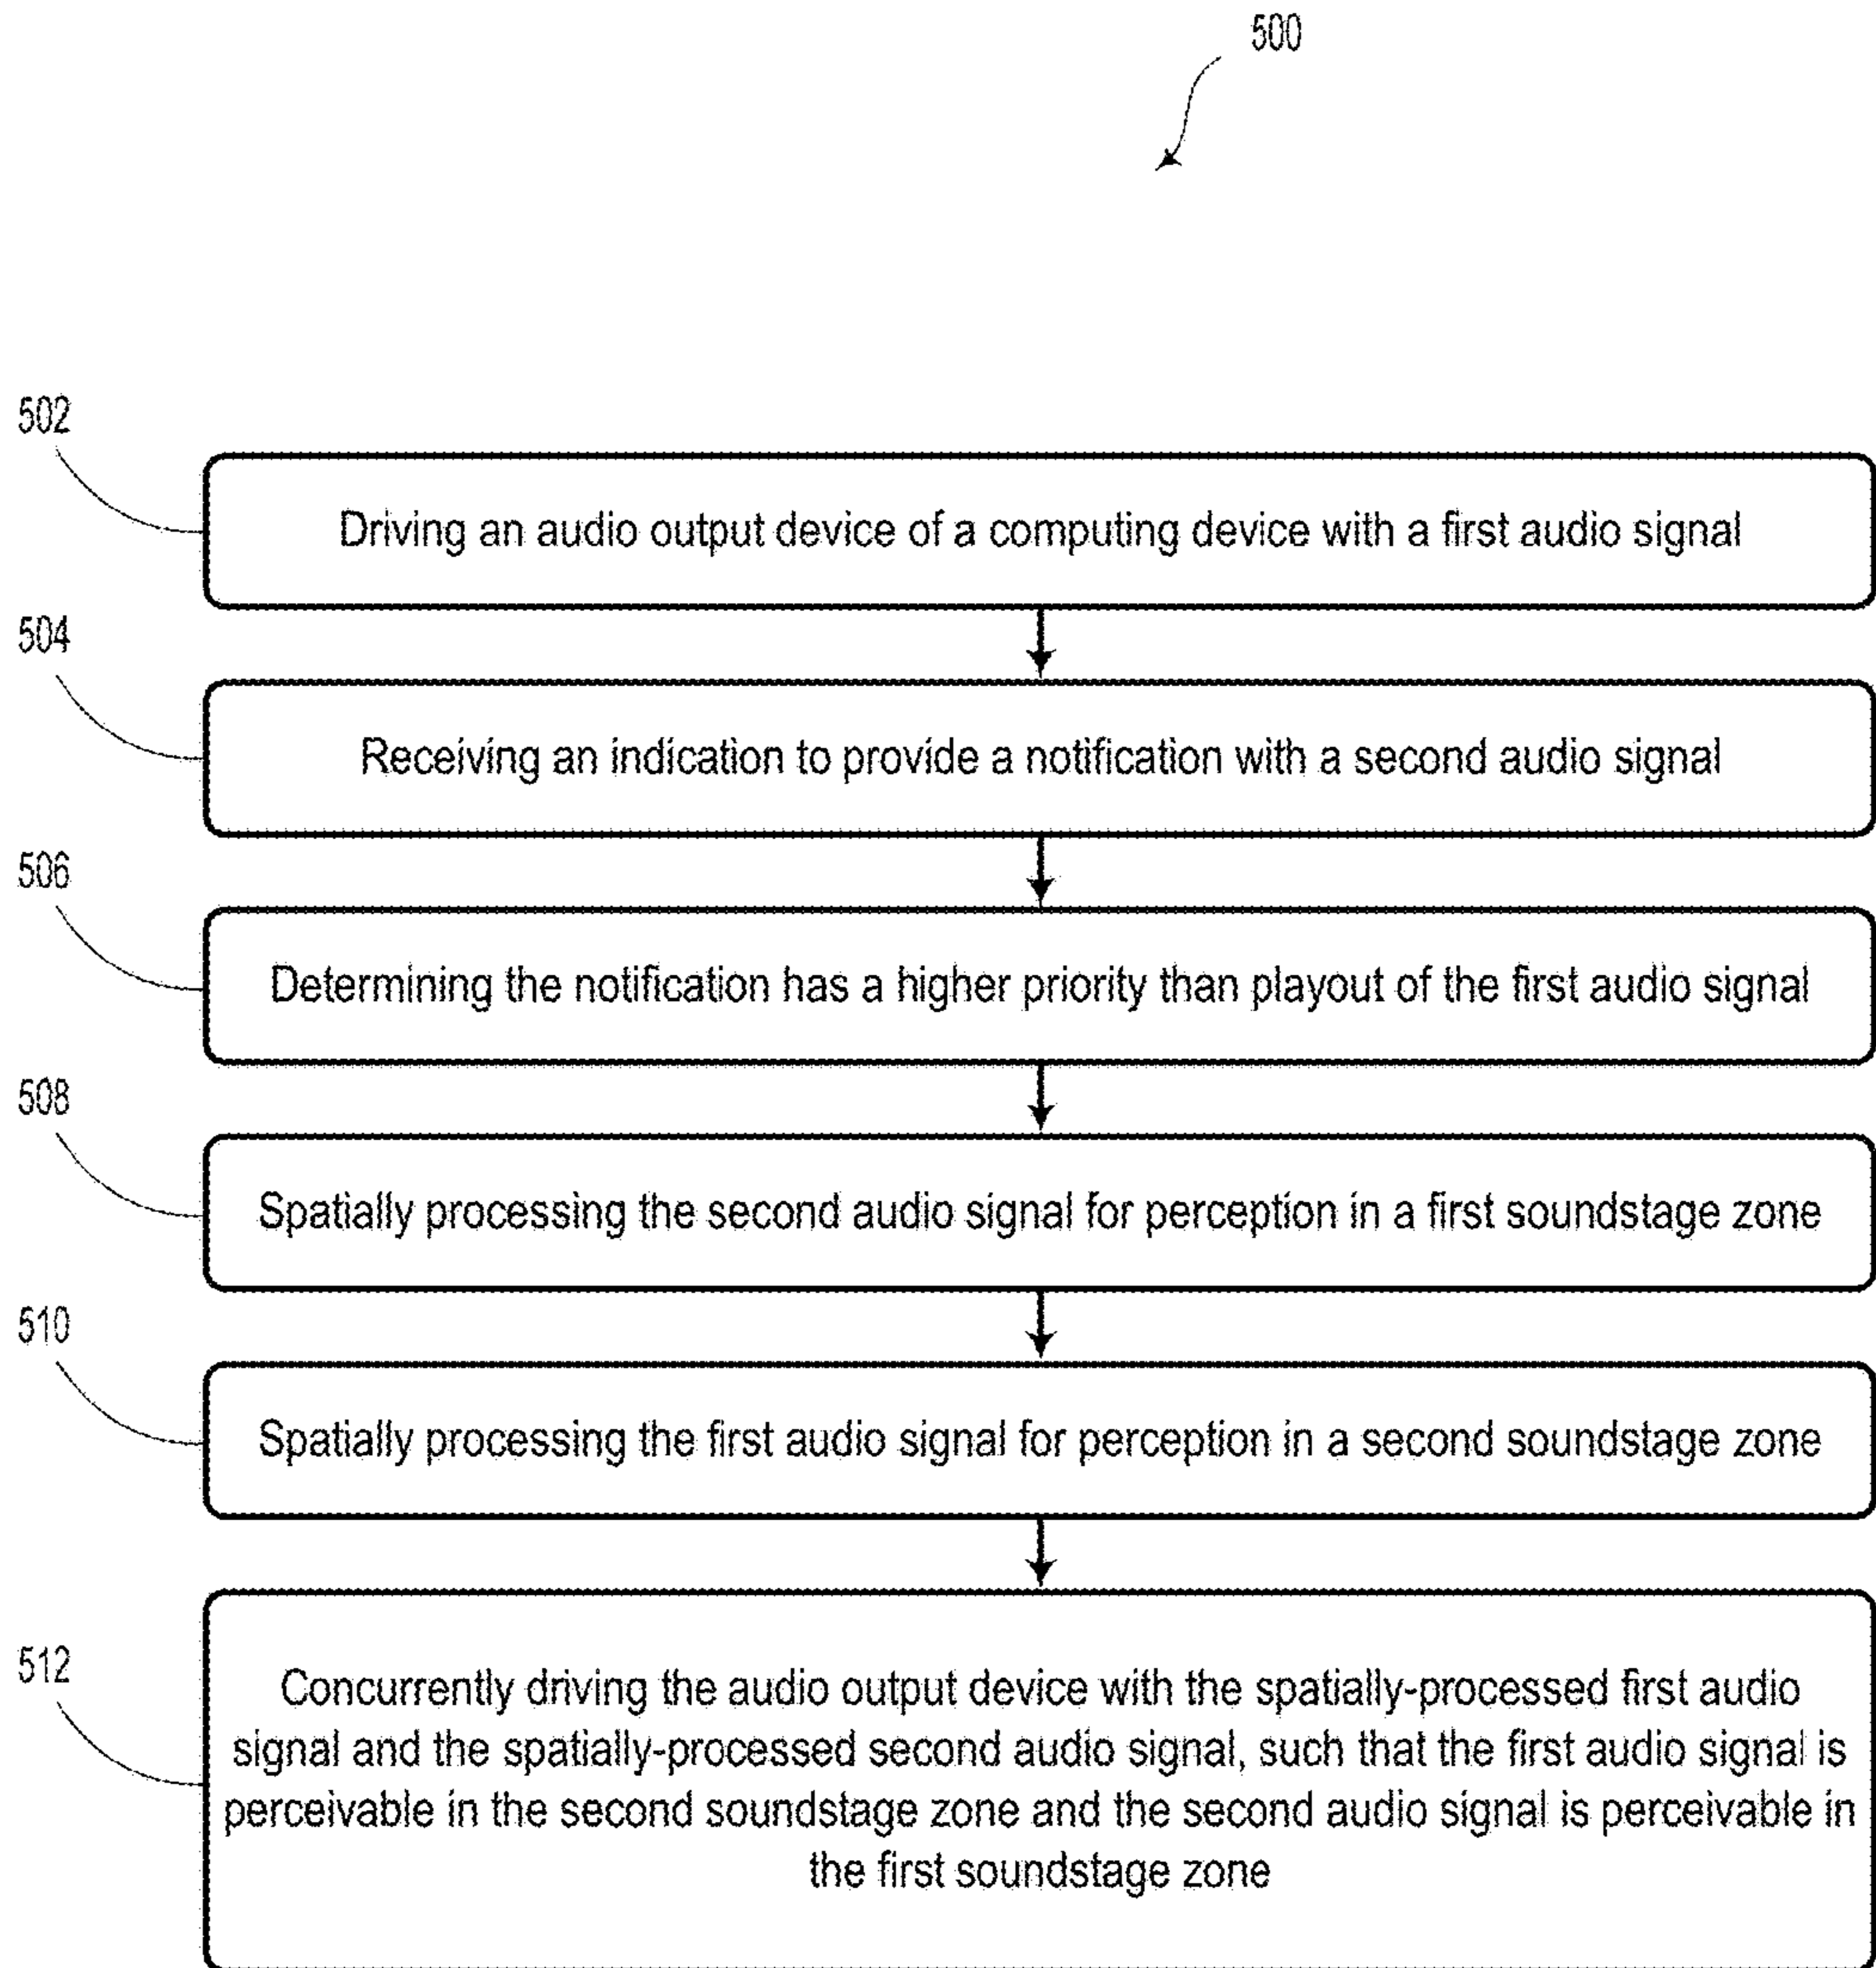 500
502
Driving an audio output device of a computing device with a first audio signal
504
Receiving an indication to provide a notification with a second audio signal
506
Determining the notification has a higher priority than playout of the first audio signal
508
Spatially processing the second audio signal for perception in a first soundstage zone
510
Spatially processing the first audio signal for perception in a second soundstage zone
512
Concurrently driving the audio output device with the spatially-processed first audio
signal and the spatially-processed second audio signal, such that the first audio signal is
perceivable in the second soundstage zone and the second audio signal is perceivable in
the first soundstage zone